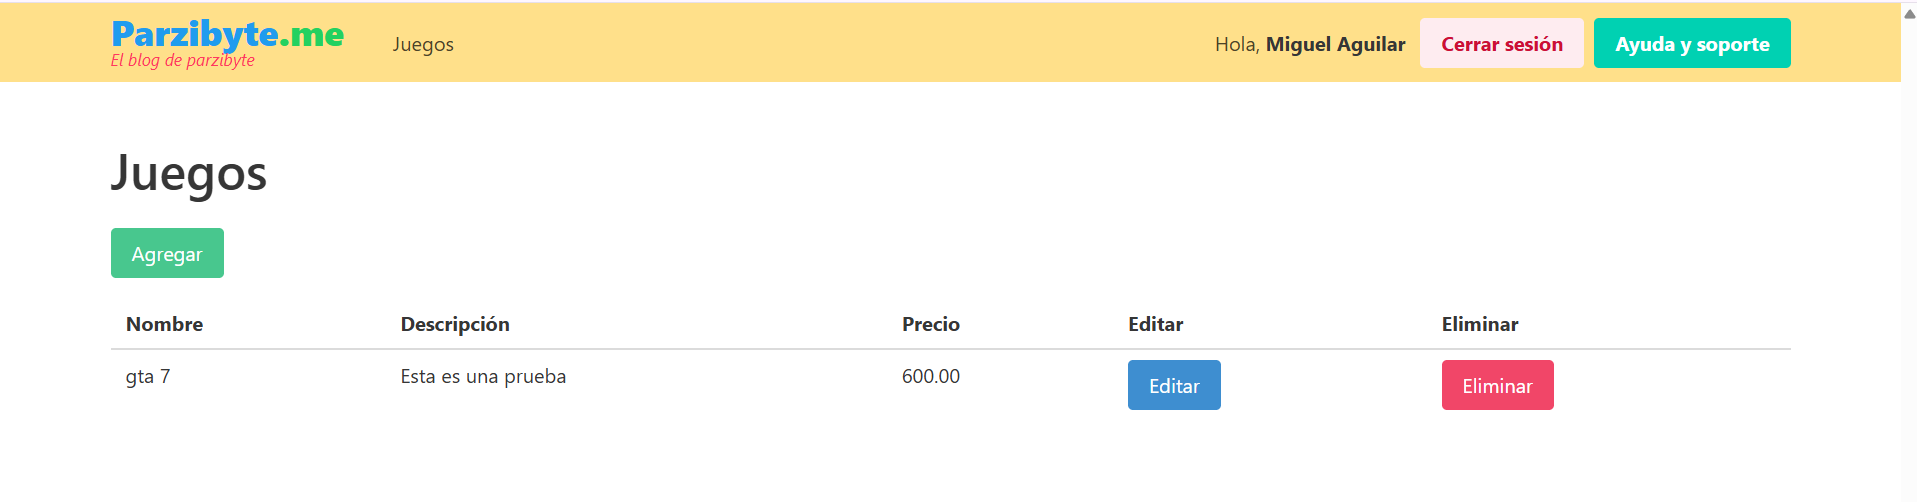 Parzibyte.me
El blog de parzibyte
Juegos
Hola, Miguel Aguilar
Cerrar sesión
Ayuda y soporte
Juegos
Agregar
Nombre Descripción Precio Editar Eliminar
gta 7 Esta es una prueba 600.00 Editar Eliminar